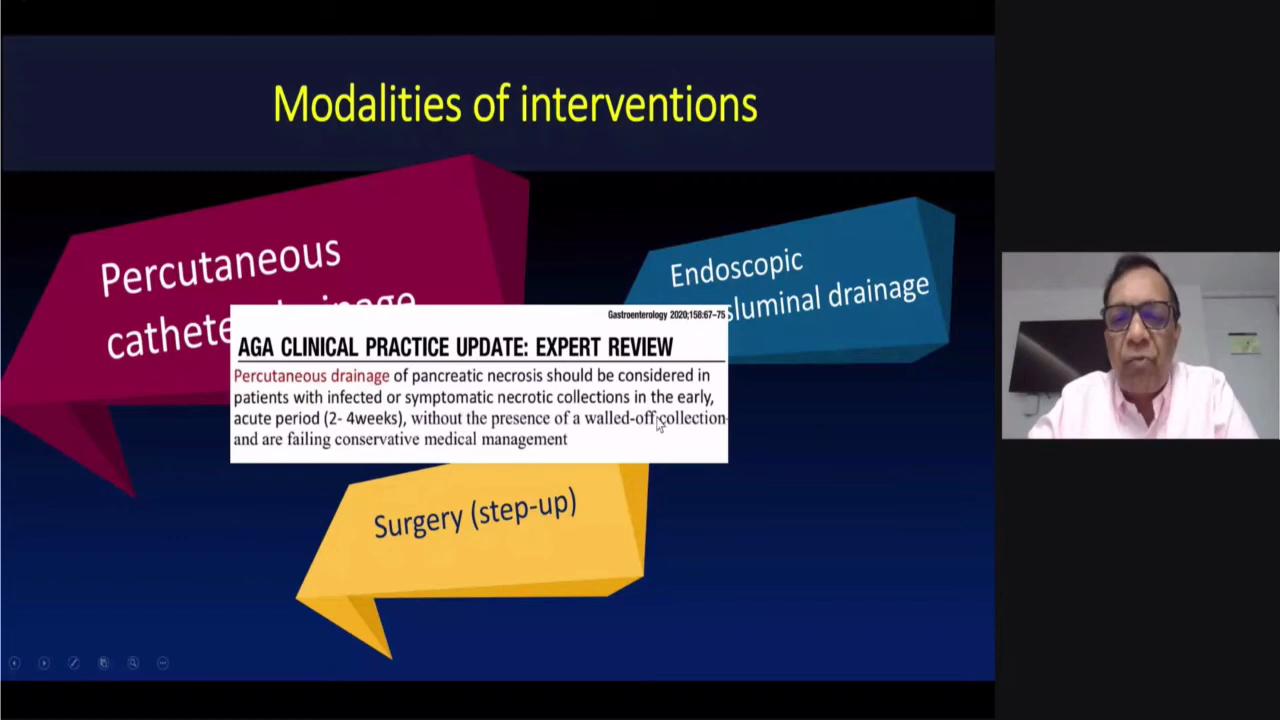 Modalities of interventions
Percutaneous
Endoscopic
drainage
Gastroenterology 2020;158:67–75
AGA CLINICAL PRACTICE UPDATE: EXPERT REVIEW
Percutaneous drainage of pancreatic necrosis should be considered in
patients with infected or symptomatic necrotic collections in the early,
acute period (2- 4weeks), without the presence of a walled-off collection
and are failing conservative medical management
Surgery (step-up)